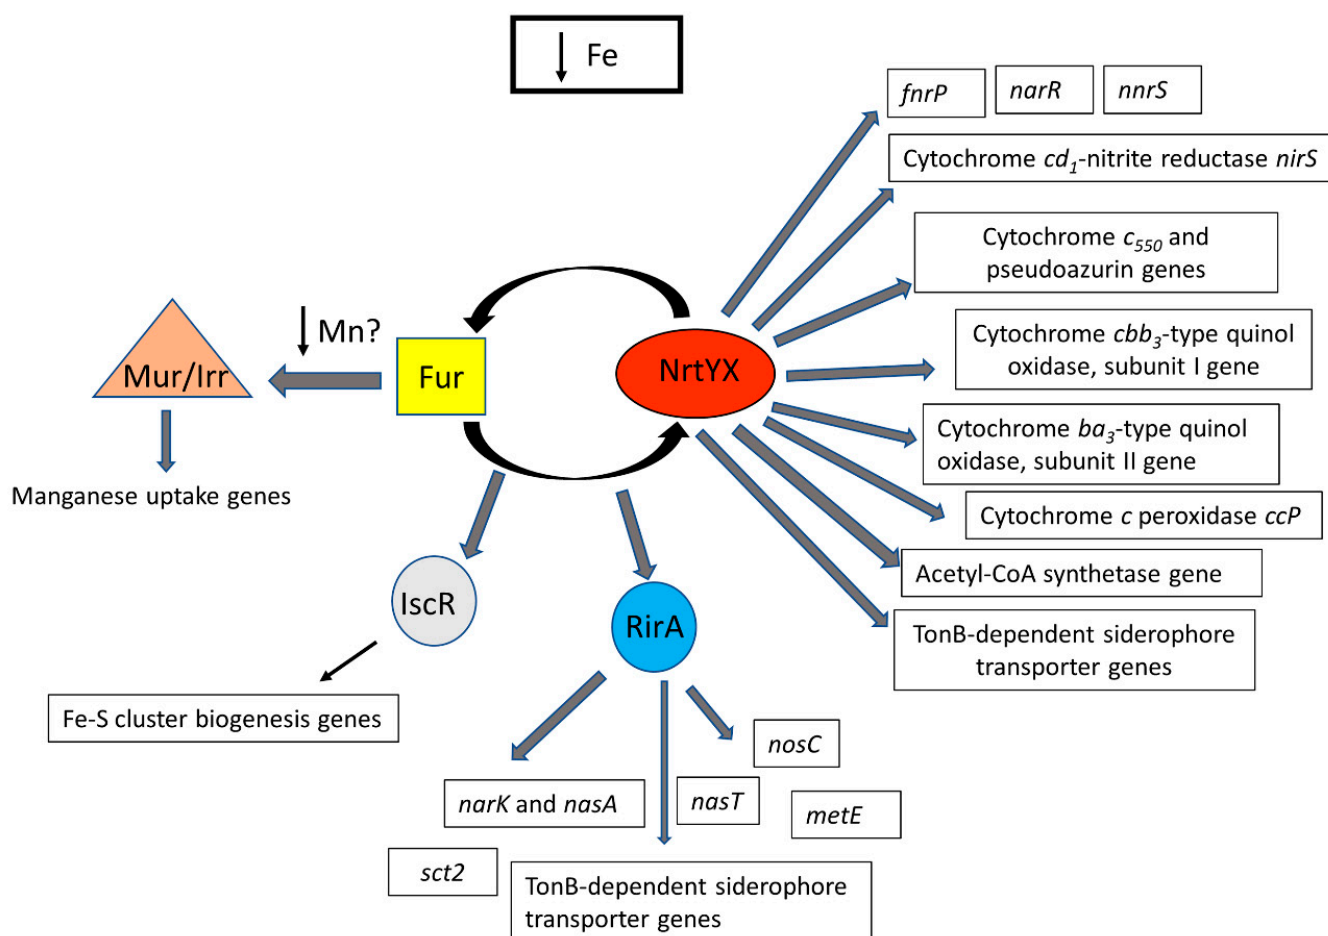 ↓ Fe
fnrP
narR
nnrS
Cytochrome cd1-nitrite reductase nirS
Cytochrome c550 and
pseudoazurin genes
Cytochrome cbb3-type quinol
oxidase, subunit I gene
Cytochrome ba3-type quinol
oxidase, subunit II gene
Cytochrome c peroxidase ccP
Acetyl-CoA synthetase gene
TonB-dependent siderophore
transporter genes
NrtYX
Fur
↓ Mn?
Mur/Irr
Manganese uptake genes
IscR
RirA
Fe-S cluster biogenesis genes
nosC
narK and nasA
nasT
metE
sct2
TonB-dependent siderophore
transporter genes